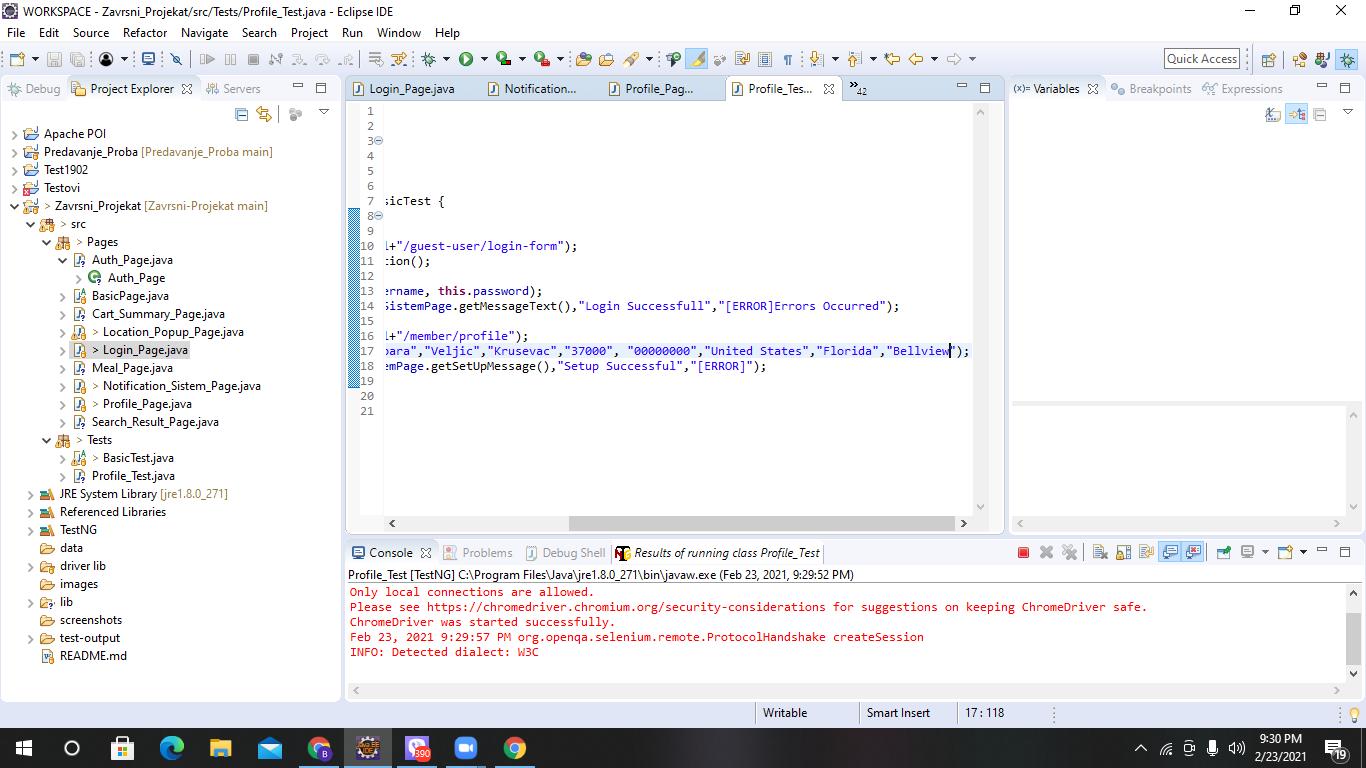 WORKSPACE - Zavrsni_Projekat/src/Tests/Profile_Test.java - Eclipse IDE
File Edit Source Refactor Navigate Search Project Run Window Help
Quick Access
Debug Project Explorer Servers
Apache POI
Predavanje_Proba [Predavanje_Proba main]
Test1902
Testovi
> Zavrsni_Projekat [Zavrsni-Projekat main]
> src
> Pages
Auth_Page.java
Auth_Page
BasicPage.java
Cart_Summary_Page.java
> Location_Popup_Page.java
> Login_Page.java
Meal_Page.java
> Notification_Sistem_Page.java
> Profile_Page.java
Search_Result_Page.java
> Tests
> BasicTest.java
Profile_Test.java
JRE System Library [jre1.8.0_271]
Referenced Libraries
TestNG
data
driver lib
images
lib
screenshots
test-output
README.md
Login_Page.java Notification... Profile_Pag... Profile_Tes... »42
1
2
3
4
5
6
7 sicTest {
8
9
10 l+"/guest-user/login-form");
11 tion();
12
13 ername, this.password);
14 SistemPage.getMessageText(),"Login Successfull","[ERROR]Errors Occurred");
15
16 l+"/member/profile");
17 bara","Veljic","Krusevac","37000", "00000000","United States","Florida","Bellview");
18 emPage.getSetUpMessage(),"Setup Successful","[ERROR]");
19
20
21
(x)= Variables Breakpoints Expressions
Console Problems Debug Shell Results of running class Profile_Test
Profile_Test [TestNG] C:\Program Files\Java\jre1.8.0_271\bin\javaw.exe (Feb 23, 2021, 9:29:52 PM)
Only local connections are allowed.
Please see https://chromedriver.chromium.org/security-considerations for suggestions on keeping ChromeDriver safe.
ChromeDriver was started successfully.
Feb 23, 2021 9:29:57 PM org.openqa.selenium.remote.ProtocolHandshake createSession
INFO: Detected dialect: W3C
Writable Smart Insert 17 : 118
B
Java EE
IDE
390
9:30 PM
2/23/2021
19